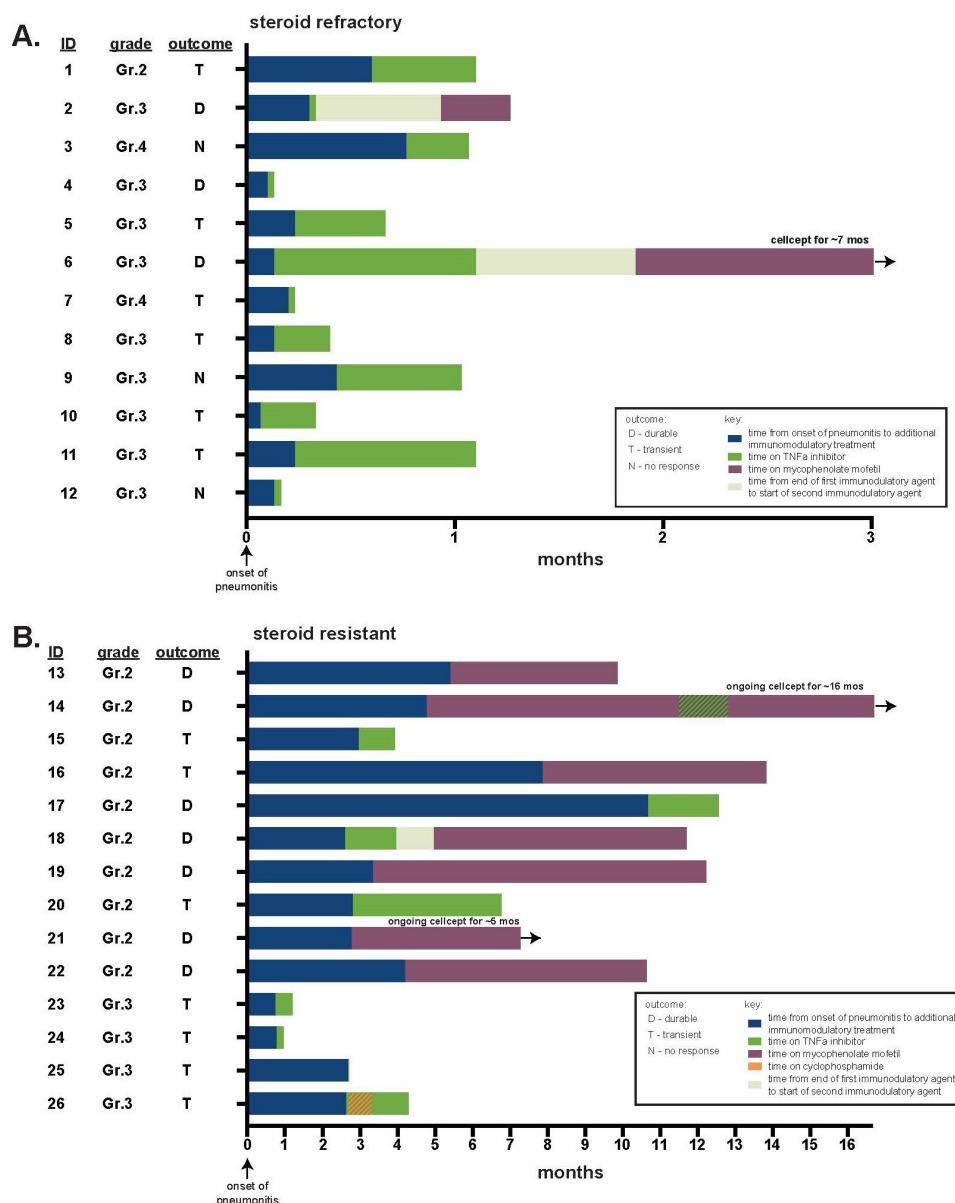 steroid refractory
A.
ID grade outcome
1 Gr.2 T
2 Gr.3 D
3 Gr.4 N
4 Gr.3 D
5 Gr.3 T
cellcept for ~7 mos
6 Gr.3 D
7 Gr.4 T
8 Gr.3 T
9 Gr.3 N
10 Gr.3 T
11 Gr.3 T
12 Gr.3 N
outcome:
D - durable
T - transient
N - no response
key:
time from onset of pneumonitis to additional
immunomodulatory treatment
time on TNFa inhibitor
time on mycophenolate mofetil
time from end of first immunodulatory agent
to start of second immunodulatory agent
0 1 2 3
months
onset of
pneumonitis
B.
steroid resistant
ID grade outcome
13 Gr.2 D
ongoing cellcept for ~16 mos
14 Gr.2 D
15 Gr.2 T
16 Gr.2 T
17 Gr.2 D
18 Gr.2 D
19 Gr.2 D
20 Gr.2 T
ongoing cellcept for ~6 mos
21 Gr.2 D
22 Gr.2 D
23 Gr.3 T
24 Gr.3 T
25 Gr.3 T
26 Gr.3 T
outcome:
D - durable
T - transient
N - no response
key:
time from onset of pneumonitis to additional
immunomodulatory treatment
time on TNFa inhibitor
time on mycophenolate mofetil
time on cyclophosphamide
time from end of first immunodulatory agent
to start of second immunodulatory agent
0 1 2 3 4 5 6 7 8 9 10 11 12 13 14 15 16
months
onset of
pneumonitis